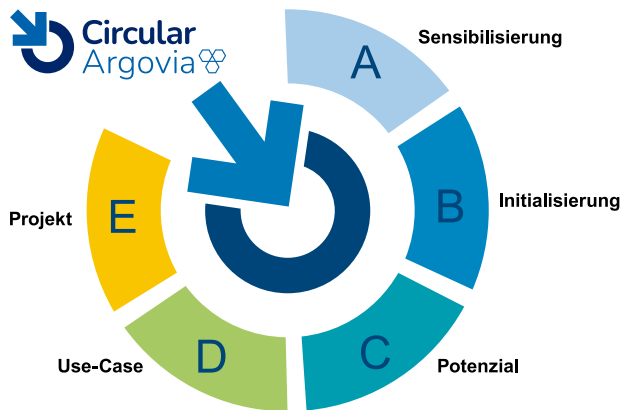 Circular
Argovia
A
Sensibilisierung
B
Initialisierung
C
Potenzial
D
Use-Case
E
Projekt